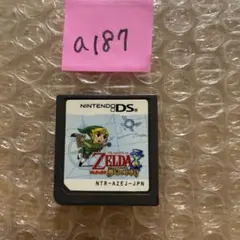 a187
NINTENDO DS
ZELDA
NTR-AZEJ-JPN